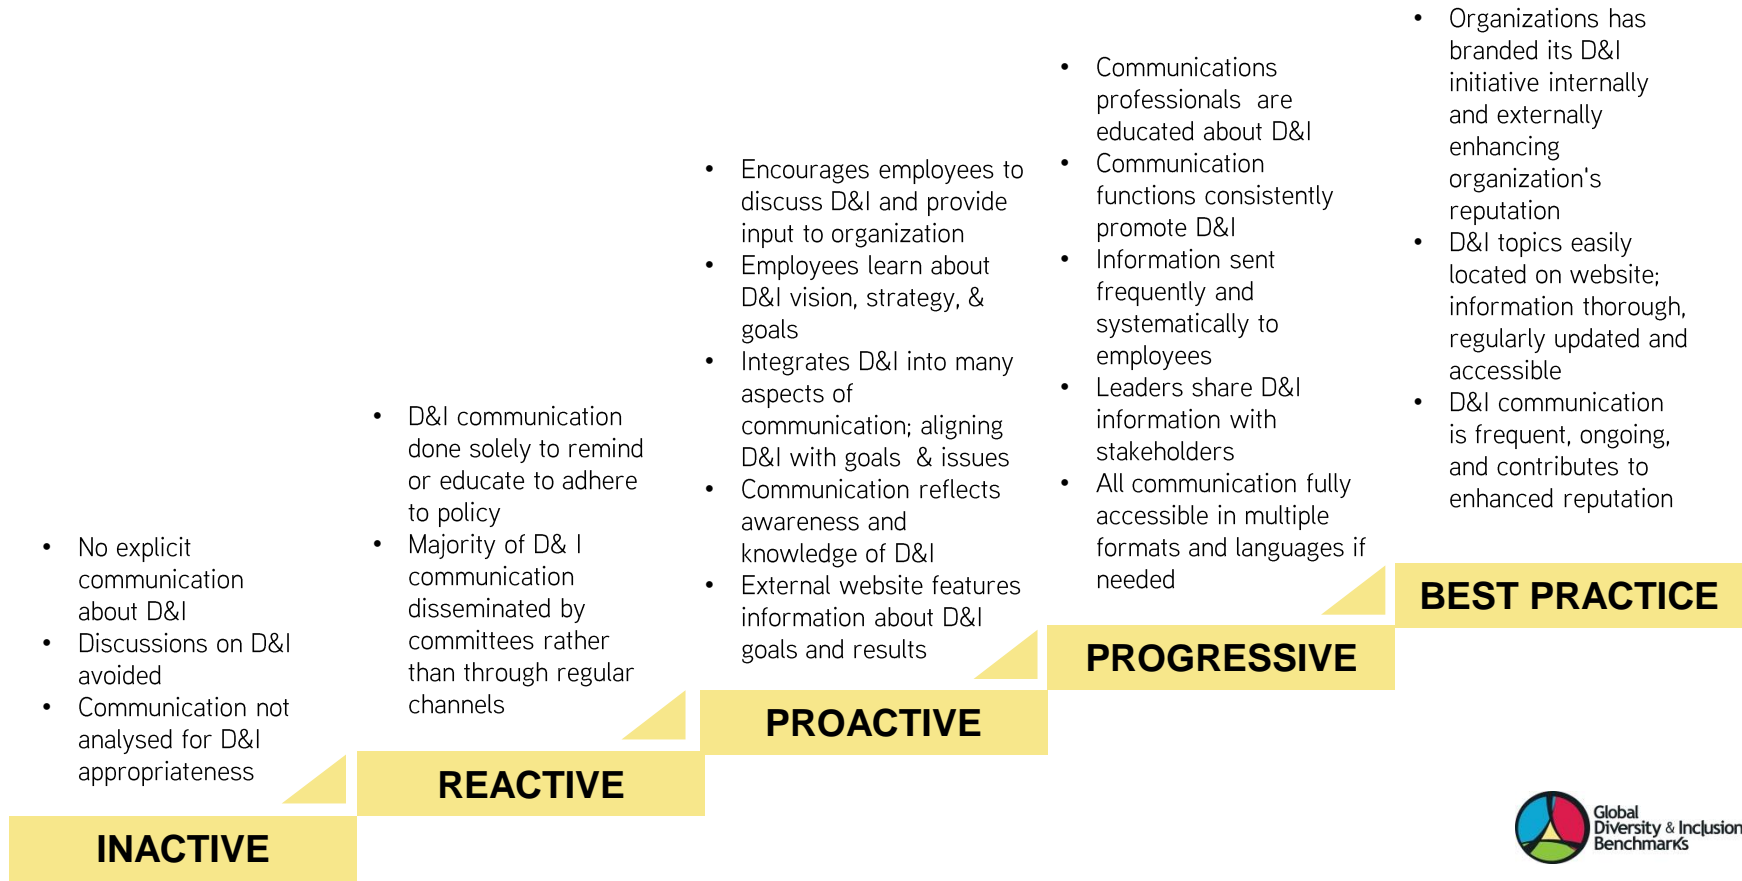 • No explicit
communication
about D&I
• Discussions on D&I
avoided
• Communication not
analysed for D&I
appropriateness
INACTIVE
• D&I communication
done solely to remind
or educate to adhere
to policy
• Majority of D& I
communication
disseminated by
committees rather
than through regular
channels
REACTIVE
• Encourages employees to
discuss D&I and provide
input to organization
• Employees learn about
D&I vision, strategy, &
goals
• Integrates D&I into many
aspects of
communication; aligning
D&I with goals & issues
• Communication reflects
awareness and
knowledge of D&I
• External website features
information about D&I
goals and results
PROACTIVE
• Communications
professionals are
educated about D&I
• Communication
functions consistently
promote D&I
• Information sent
frequently and
systematically to
employees
• Leaders share D&I
information with
stakeholders
• All communication fully
accessible in multiple
formats and languages if
needed
PROGRESSIVE
• Organizations has
branded its D&I
initiative internally
and externally
enhancing
organization's
reputation
• D&I topics easily
located on website;
information thorough,
regularly updated and
accessible
• D&I communication
is frequent, ongoing,
and contributes to
enhanced reputation
BEST PRACTICE
Global
Diversity & Inclusion
Benchmarks